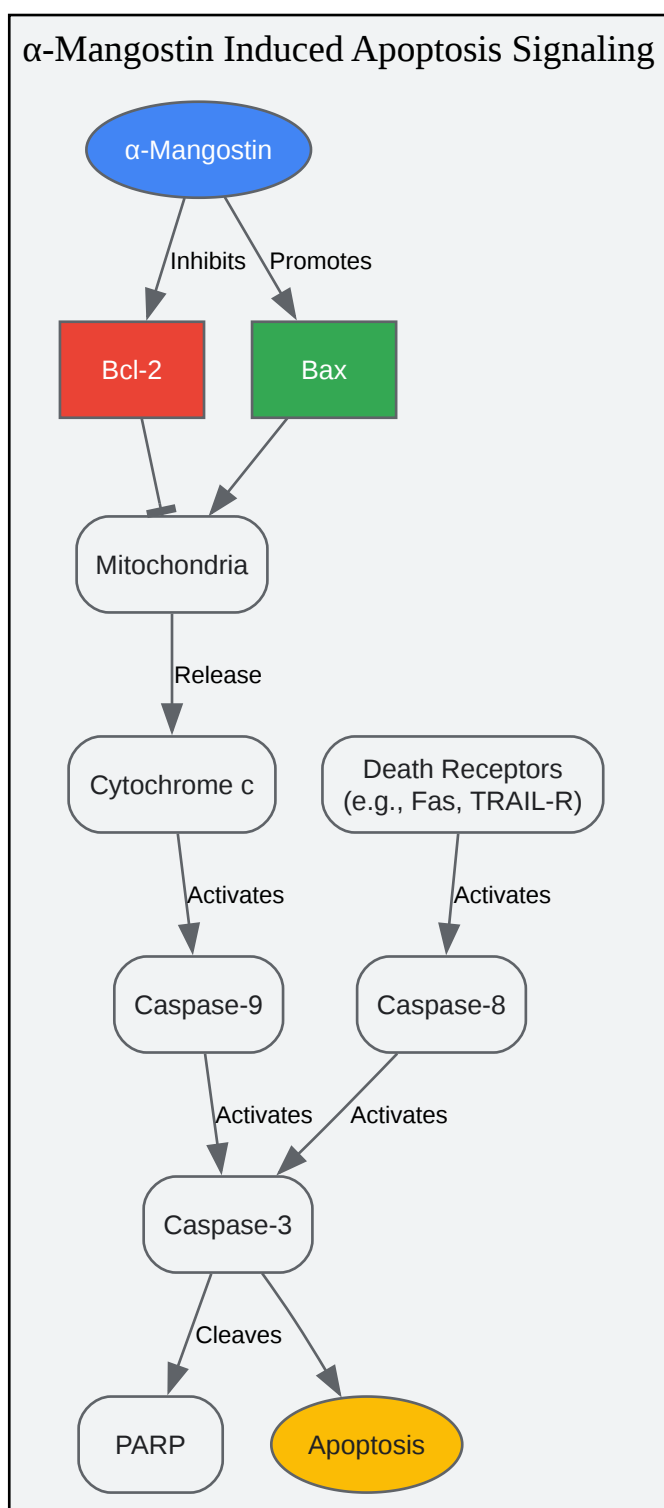 α-Mangostin Induced Apoptosis Signaling
α-Mangostin
Inhibits
Promotes
Bcl-2
Bax
Mitochondria
Release
Cytochrome c
Death Receptors
(e.g., Fas, TRAIL-R)
Activates
Activates
Caspase-9
Caspase-8
Activates
Activates
Caspase-3
Cleaves
PARP
Apoptosis